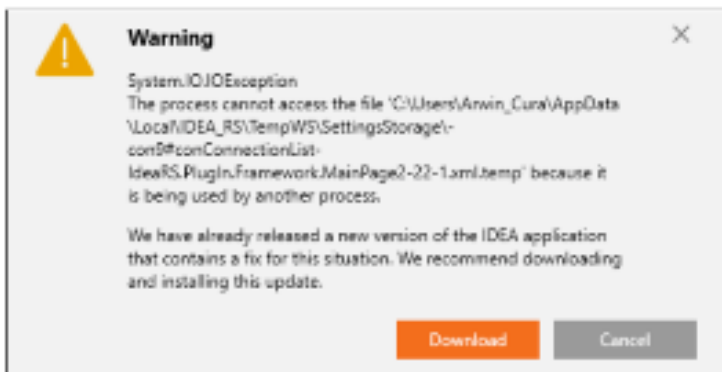 Warning
System.IO.IOException
The process cannot access the file 'C:\Users\Arwin_Cura\AppData
\Local\IDEA_RS\TempWS\SettingsStorage\-
con9#conConnectionList-
IdeaRS.PlugIn.Framework.MainPage2-22-1.xml.temp' because it
is being used by another process.
We have already released a new version of the IDEA application
that contains a fix for this situation. We recommend downloading
and installing this update.
Download
Cancel